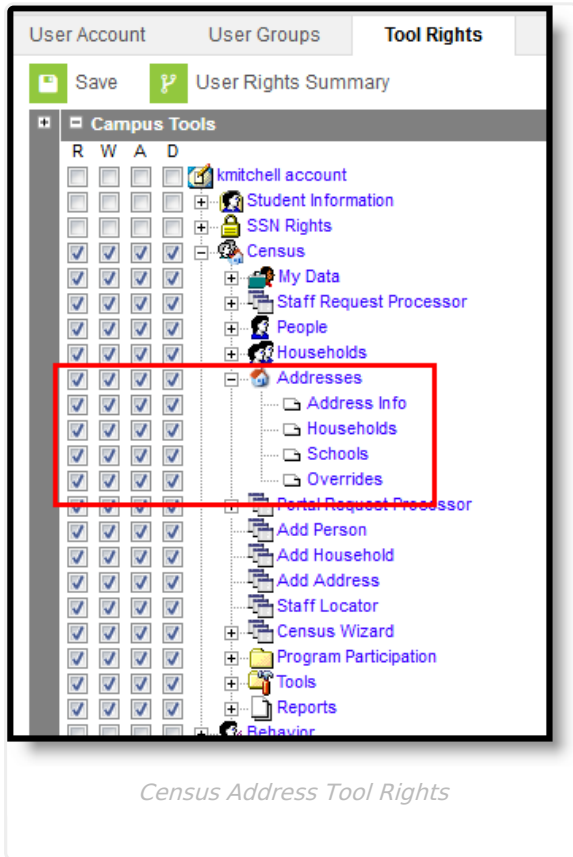 User Account User Groups Tool Rights
Save User Rights Summary
Campus Tools
R W A D
kmitchell account
Student Information
SSN Rights
Census
My Data
Staff Request Processor
People
Households
Addresses
Address Info
Households
Schools
Overrides
Portal Request Processor
Add Person
Add Household
Add Address
Staff Locator
Census Wizard
Program Participation
Tools
Reports
Behavior
Census Address Tool Rights